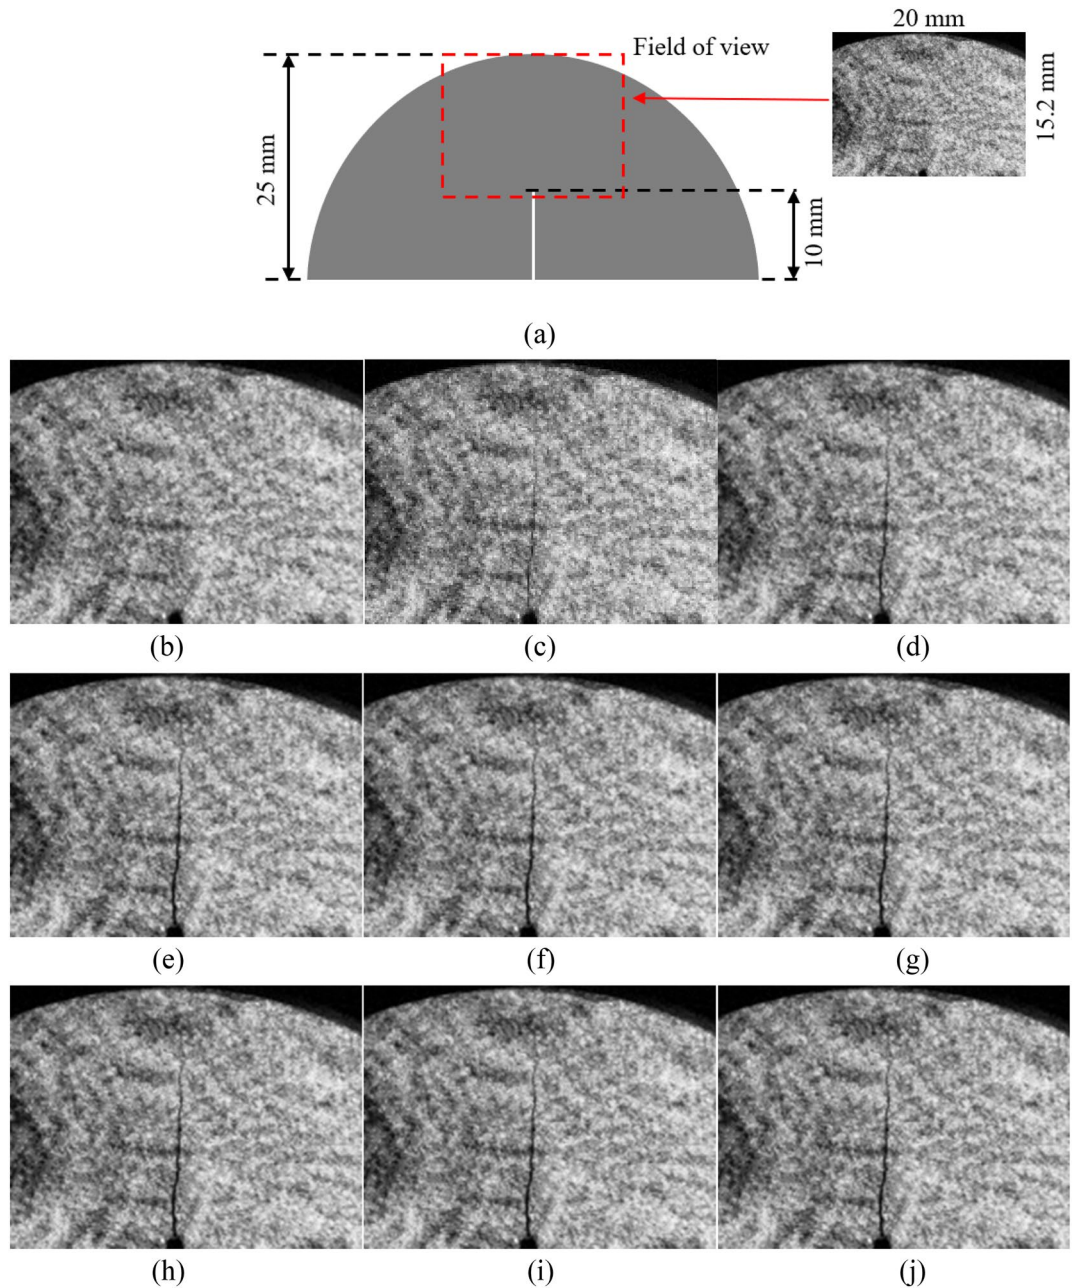 20 mm
Field of view
15.2 mm
25 mm
10 mm
(a)
(b) (c) (d)
(e) (f) (g)
(h) (i) (j)